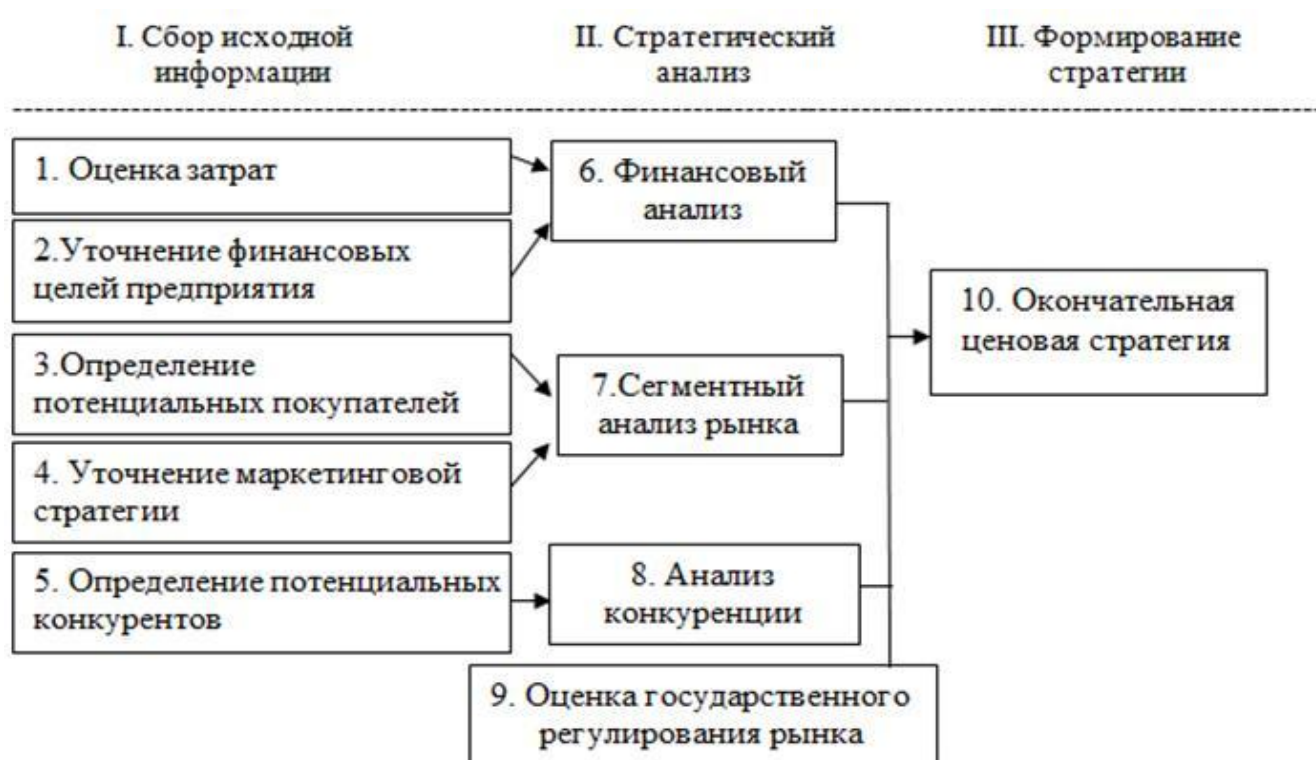 I. Сбор исходной
информации
II. Стратегический
анализ
III. Формирование
стратегии
1. Оценка затрат
2.Уточнение финансовых
целей предприятия
3.Определение
потенциальных покупателей
4. Уточнение маркетинговой
стратегии
5. Определение потенциальных
конкурентов
6. Финансовый
анализ
7.Сегментный
анализ рынка
8. Анализ
конкуренции
9. Оценка государственного
регулирования рынка
10. Окончательная
ценовая стратегия